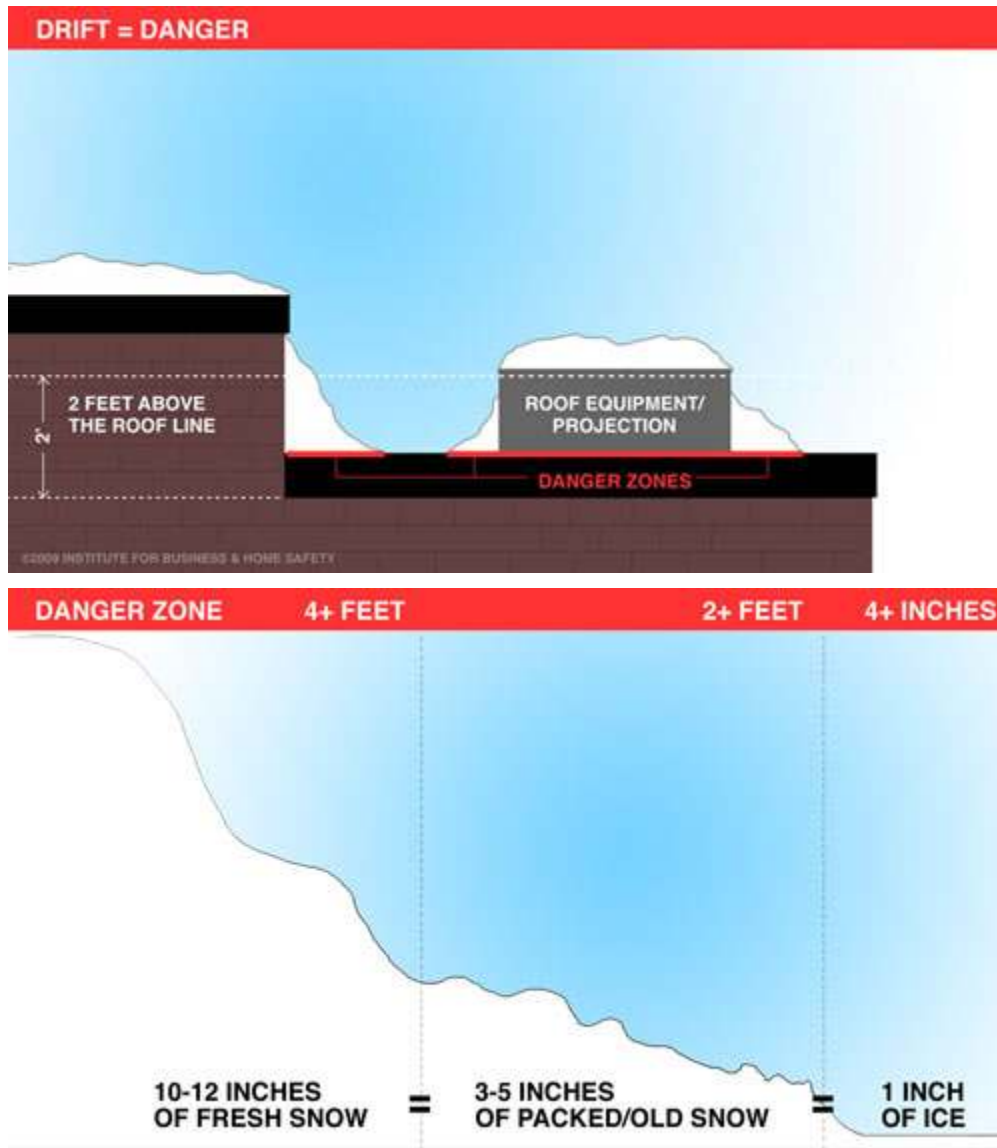 DRIFT = DANGER
2 FEET ABOVE
THE ROOF LINE
2'
ROOF EQUIPMENT/
PROJECTION
DANGER ZONES
©2009 INSTITUTE FOR BUSINESS & HOME SAFETY
DANGER ZONE 4+ FEET 2+ FEET 4+ INCHES
10-12 INCHES
OF FRESH SNOW
=
3-5 INCHES
OF PACKED/OLD SNOW
=
1 INCH
OF ICE